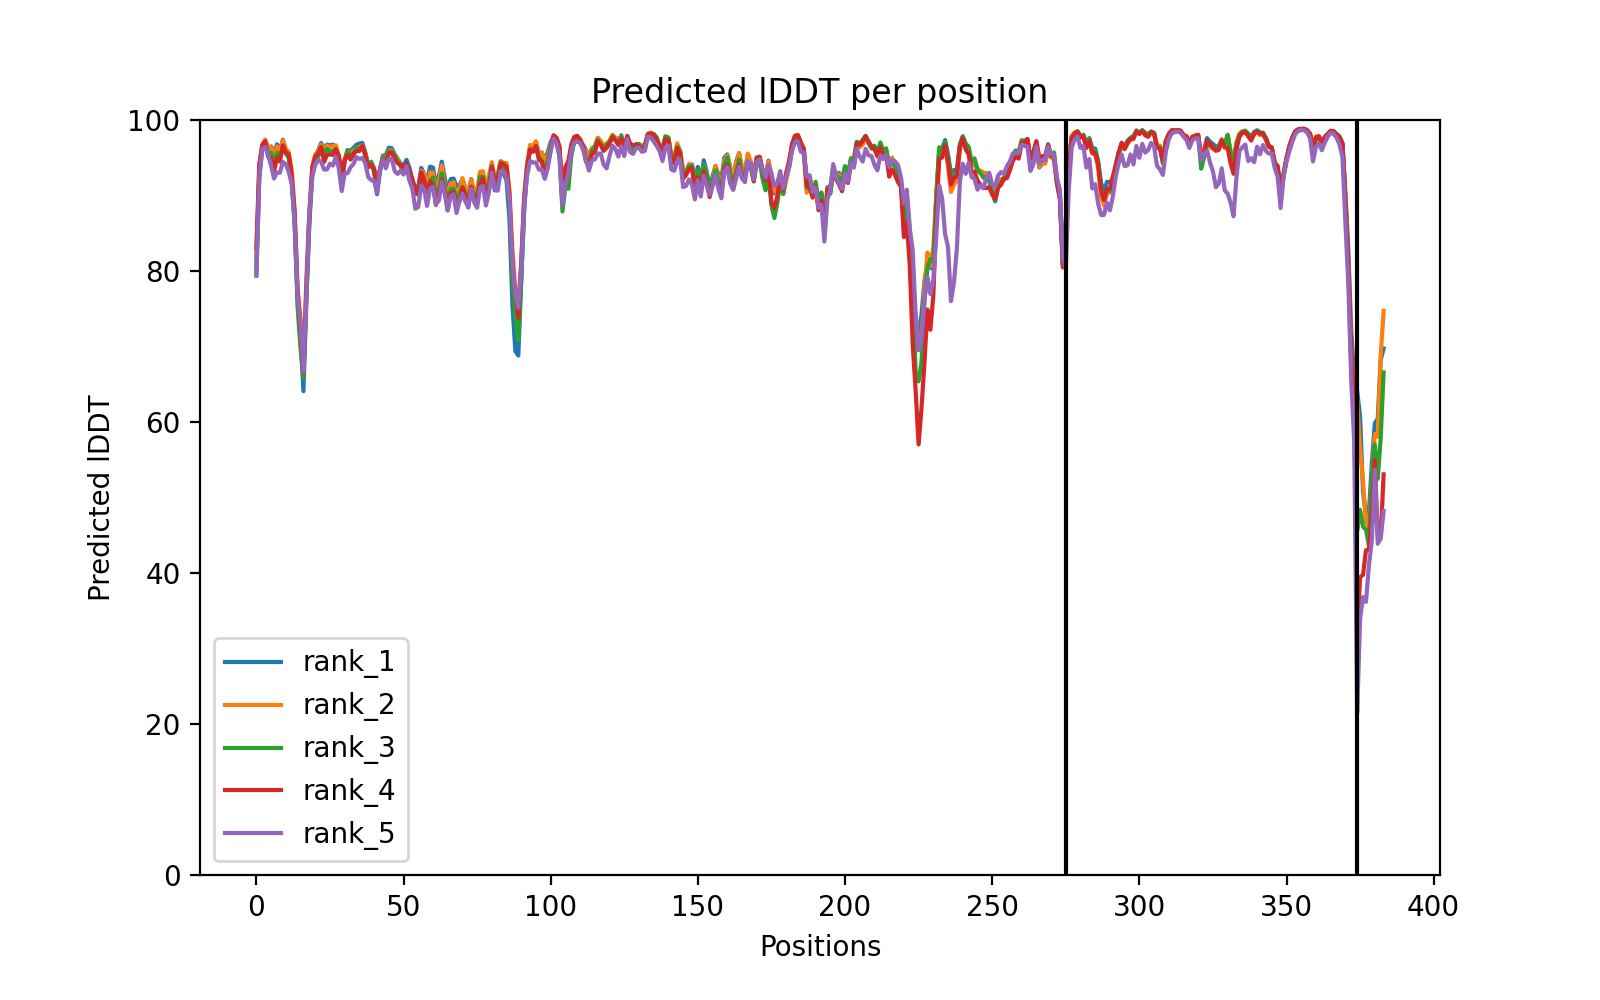 Predicted lDDT per position
100
80
60
40
20
0
Predicted lDDT
rank_1
rank_2
rank_3
rank_4
rank_5
0 50 100 150 200 250 300 350 400
Positions